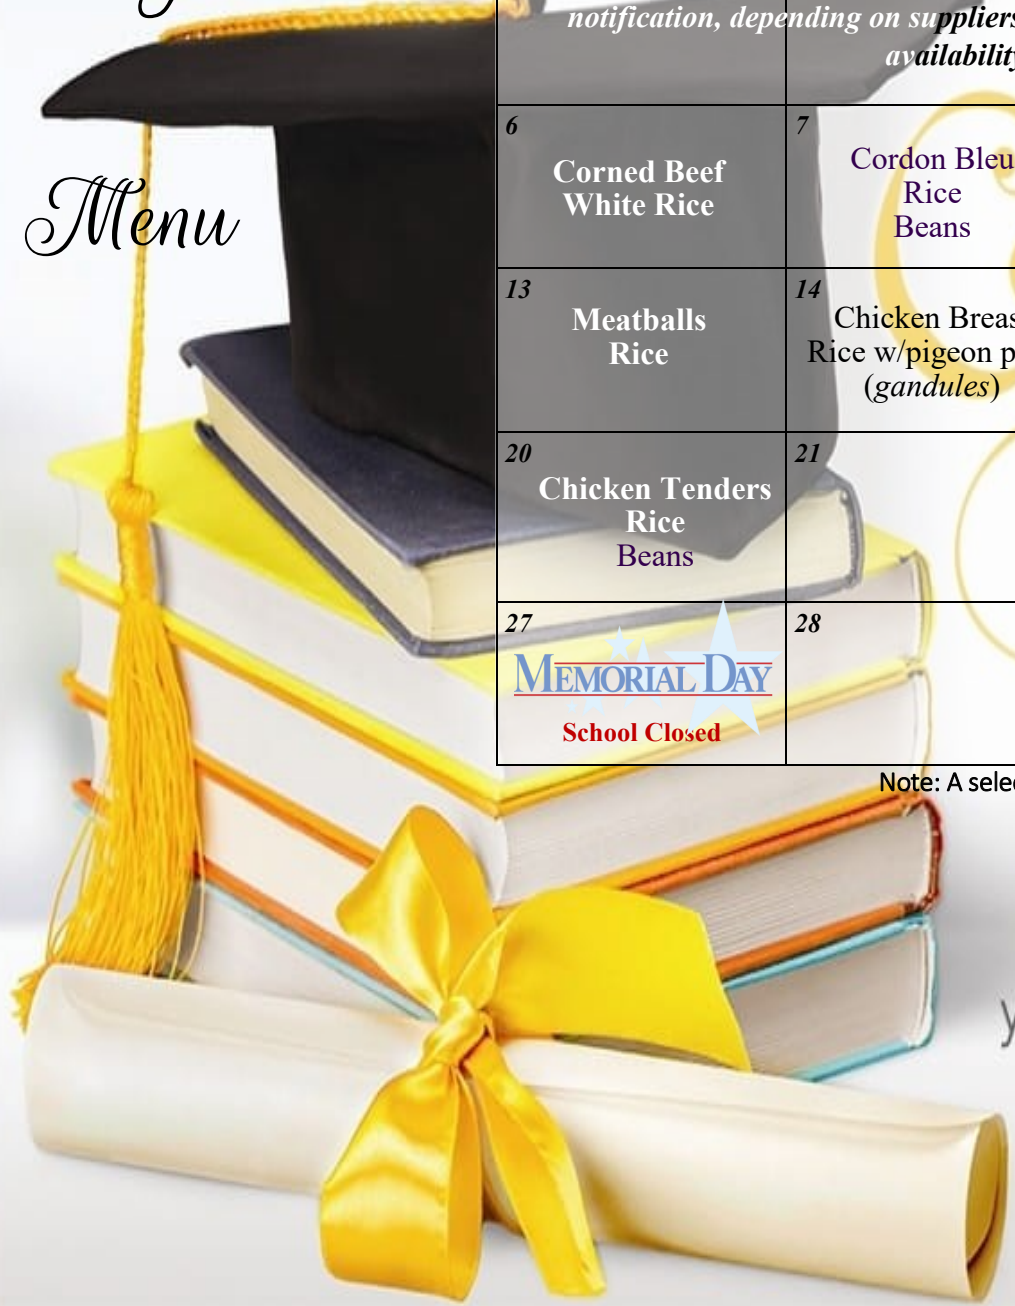 notification, depending on suppliers
availability
Menu
6
Corned Beef
White Rice
7
Cordon Bleu
Rice
Beans
13
Meatballs
Rice
14
Chicken Breas
Rice w/pigeon p
(gandules)
20
Chicken Tenders
Rice
Beans
21
27
MEMORIAL DAY
School Closed
28
Note: A selec
y